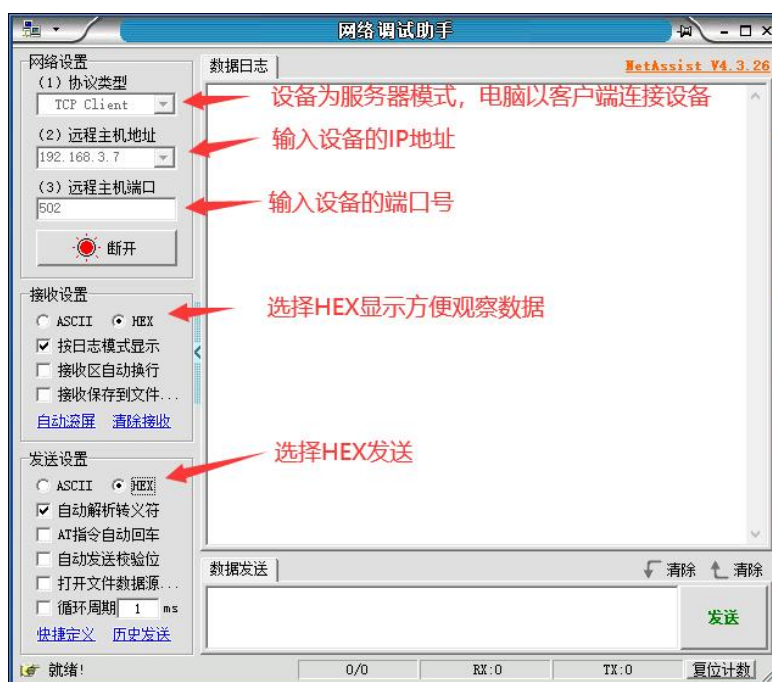 网络调试助手
网络设置
(1) 协议类型
TCP Client
(2) 远程主机地址
192.168.3.7
(3) 远程主机端口
502
断开
接收设置
ASCII HEX
按日志模式显示
接收区自动换行
接收保存到文件...
自动滚屏 清除接收
发送设置
ASCII HEX
自动解析转义符
AT指令自动回车
自动发送校验位
打开文件数据源...
循环周期 1 ms
快捷定义 历史发送
数据日志
NetAssist V4.3.26
设备为服务器模式，电脑以客户端连接设备
输入设备的IP地址
输入设备的端口号
选择HEX显示方便观察数据
选择HEX发送
数据发送
清除 清除
发送
就绪!
0/0
RX:0
TX:0
复位计数